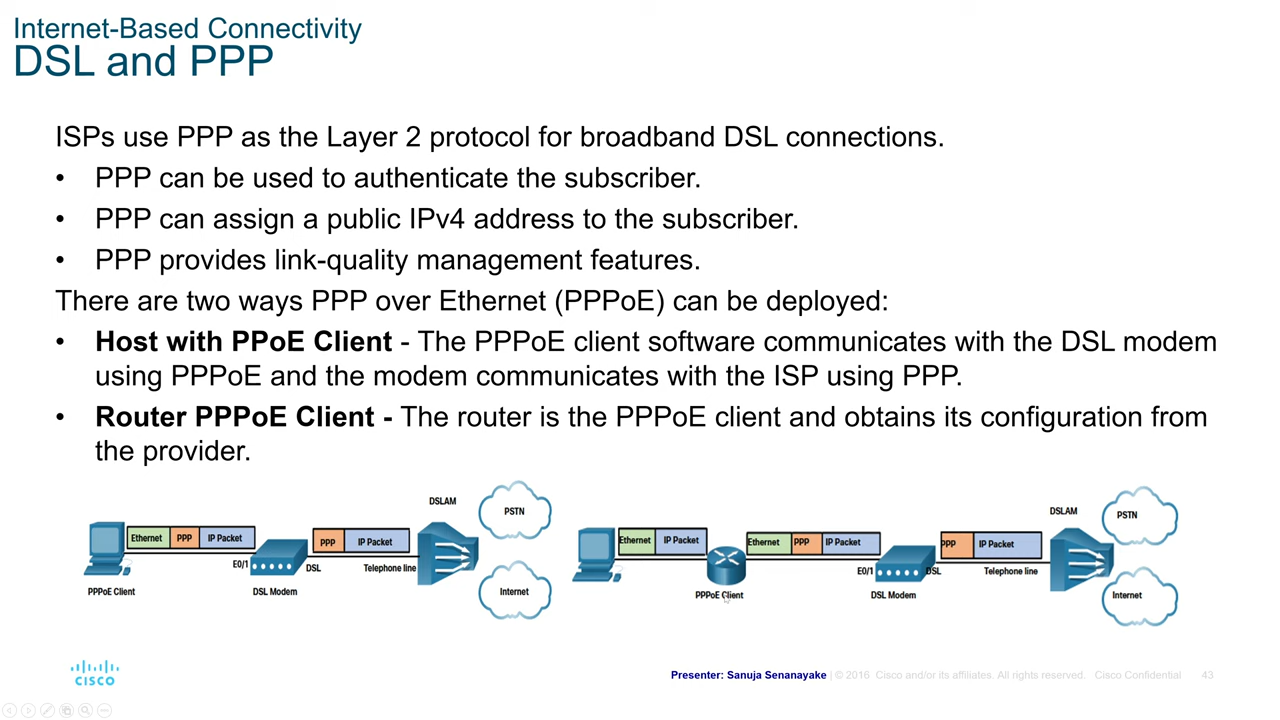 Internet-Based Connectivity
DSL and PPP
ISPs use PPP as the Layer 2 protocol for broadband DSL connections.
• PPP can be used to authenticate the subscriber.
• PPP can assign a public IPv4 address to the subscriber.
• PPP provides link-quality management features.
There are two ways PPP over Ethernet (PPPoE) can be deployed:
• Host with PPoE Client - The PPPoE client software communicates with the DSL modem
using PPPoE and the modem communicates with the ISP using PPP.
• Router PPPoE Client - The router is the PPPoE client and obtains its configuration from
the provider.
DSLAM
PSTN
Ethernet PPP IP Packet
PPP IP Packet
E0/1
DSL
Telephone line
PPPoE Client
DSL Modem
Internet
DSLAM
PSTN
Ethernet IP Packet
Ethernet PPP IP Packet
PPP IP Packet
E0/1
DSL
Telephone line
PPPoE Client
DSL Modem
Internet
CISCO
Presenter: Sanuja Senanayake | © 2016 Cisco and/or its affiliates. All rights reserved. Cisco Confidential 43